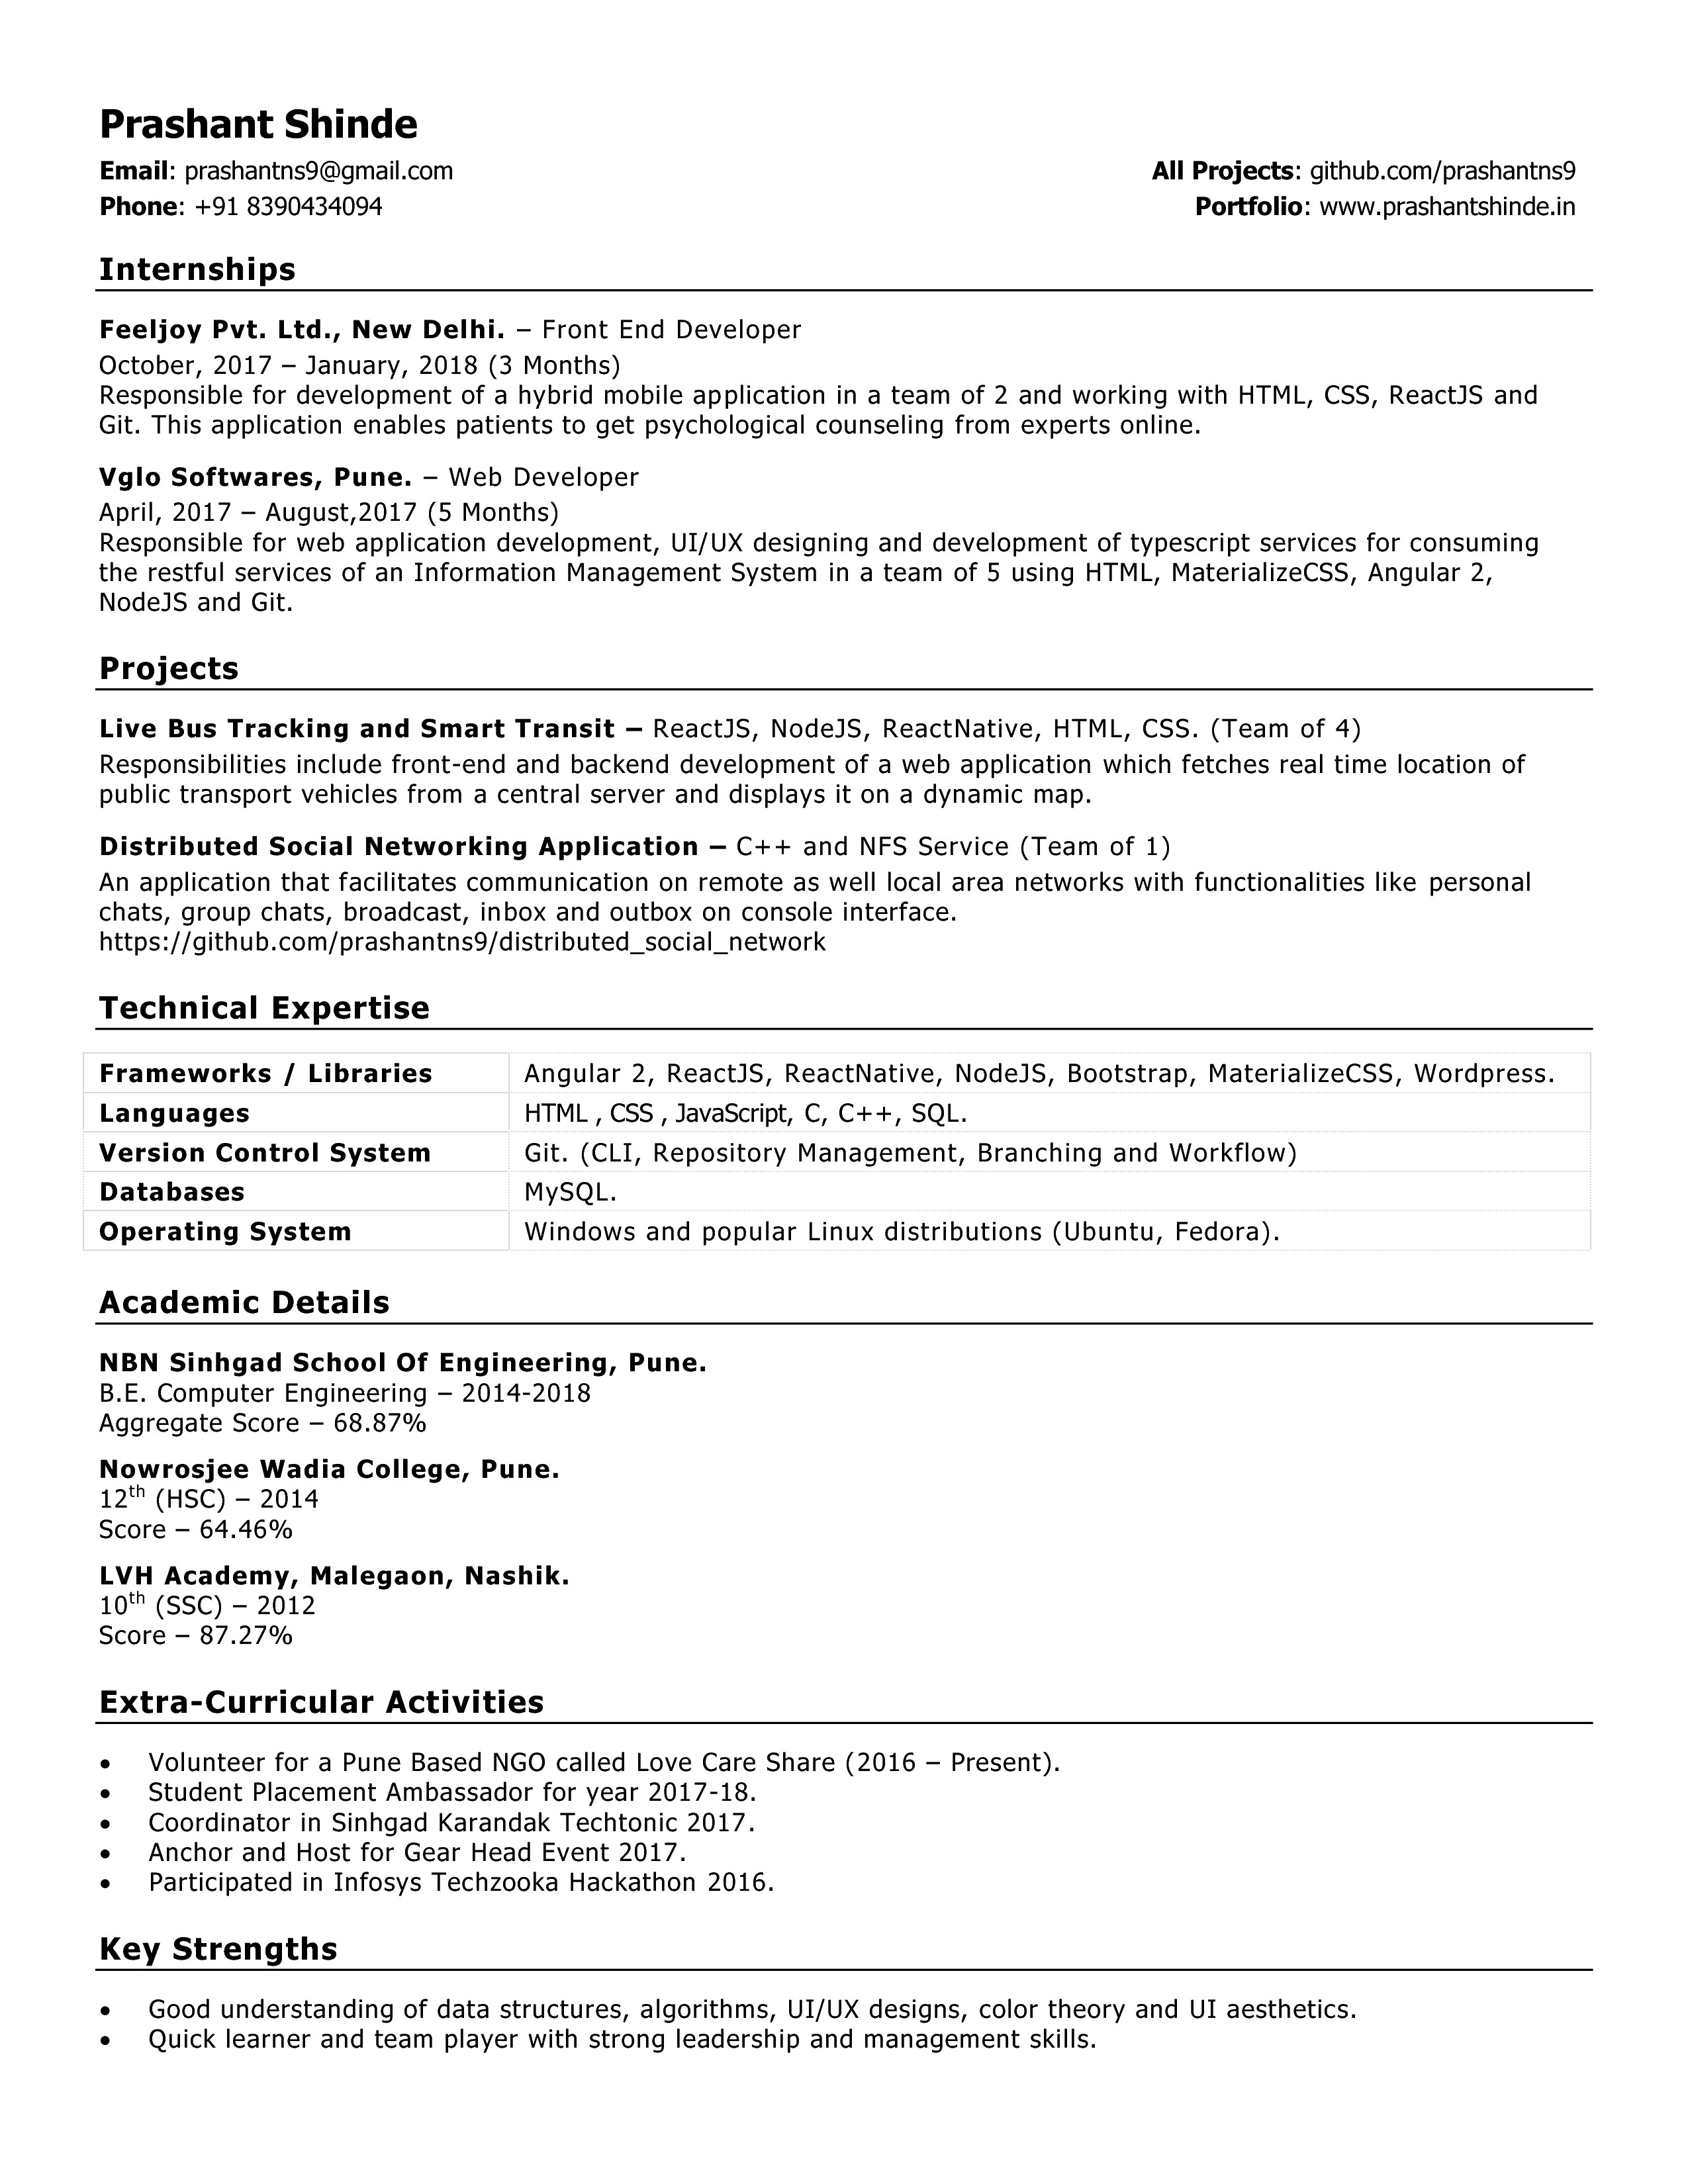 Prashant Shinde
Email: prashantns9@gmail.com All Projects: github.com/prashantns9
Phone: +91 8390434094 Portfolio: www.prashantshinde.in
Internships
Feeljoy Pvt. Ltd., New Delhi. – Front End Developer
October, 2017 – January, 2018 (3 Months)
Responsible for development of a hybrid mobile application in a team of 2 and working with HTML, CSS, ReactJS and
Git. This application enables patients to get psychological counseling from experts online.
Vglo Softwares, Pune. – Web Developer
April, 2017 – August,2017 (5 Months)
Responsible for web application development, UI/UX designing and development of typescript services for consuming
the restful services of an Information Management System in a team of 5 using HTML, MaterializeCSS, Angular 2,
NodeJS and Git.
Projects
Live Bus Tracking and Smart Transit – ReactJS, NodeJS, ReactNative, HTML, CSS. (Team of 4)
Responsibilities include front-end and backend development of a web application which fetches real time location of
public transport vehicles from a central server and displays it on a dynamic map.
Distributed Social Networking Application – C++ and NFS Service (Team of 1)
An application that facilitates communication on remote as well local area networks with functionalities like personal
chats, group chats, broadcast, inbox and outbox on console interface.
https://github.com/prashantns9/distributed_social_network
Technical Expertise
Frameworks / Libraries Angular 2, ReactJS, ReactNative, NodeJS, Bootstrap, MaterializeCSS, Wordpress.
Languages HTML , CSS , JavaScript, C, C++, SQL.
Version Control System Git. (CLI, Repository Management, Branching and Workflow)
Databases MySQL.
Operating System Windows and popular Linux distributions (Ubuntu, Fedora).
Academic Details
NBN Sinhgad School Of Engineering, Pune.
B.E. Computer Engineering – 2014-2018
Aggregate Score – 68.87%
Nowrosjee Wadia College, Pune.
12th (HSC) – 2014
Score – 64.46%
LVH Academy, Malegaon, Nashik.
10th (SSC) – 2012
Score – 87.27%
Extra-Curricular Activities
• Volunteer for a Pune Based NGO called Love Care Share (2016 – Present).
• Student Placement Ambassador for year 2017-18.
• Coordinator in Sinhgad Karandak Techtonic 2017.
• Anchor and Host for Gear Head Event 2017.
• Participated in Infosys Techzooka Hackathon 2016.
Key Strengths
• Good understanding of data structures, algorithms, UI/UX designs, color theory and UI aesthetics.
• Quick learner and team player with strong leadership and management skills.